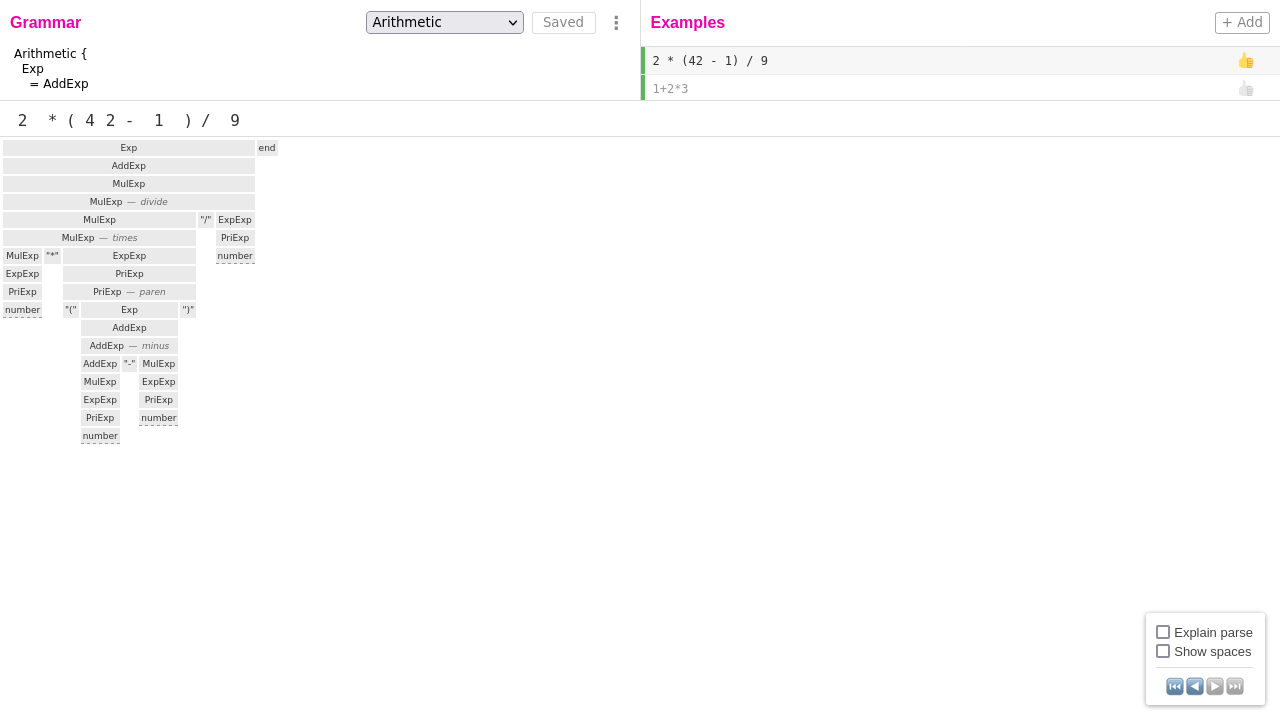 Grammar
Arithmetic
Saved
Examples
+ Add
Arithmetic {
Exp
= AddExp
2 * (42 - 1) / 9
1+2*3
2 * ( 4 2 - 1 ) / 9
Exp end
AddExp
MulExp
MulExp — divide
MulExp "/" ExpExp
MulExp — times PriExp
MulExp "*" ExpExp number
ExpExp PriExp
PriExp PriExp — paren
number "(" Exp ")"
AddExp
AddExp — minus
AddExp "-" MulExp
MulExp ExpExp
ExpExp PriExp
PriExp number
number
Explain parse
Show spaces